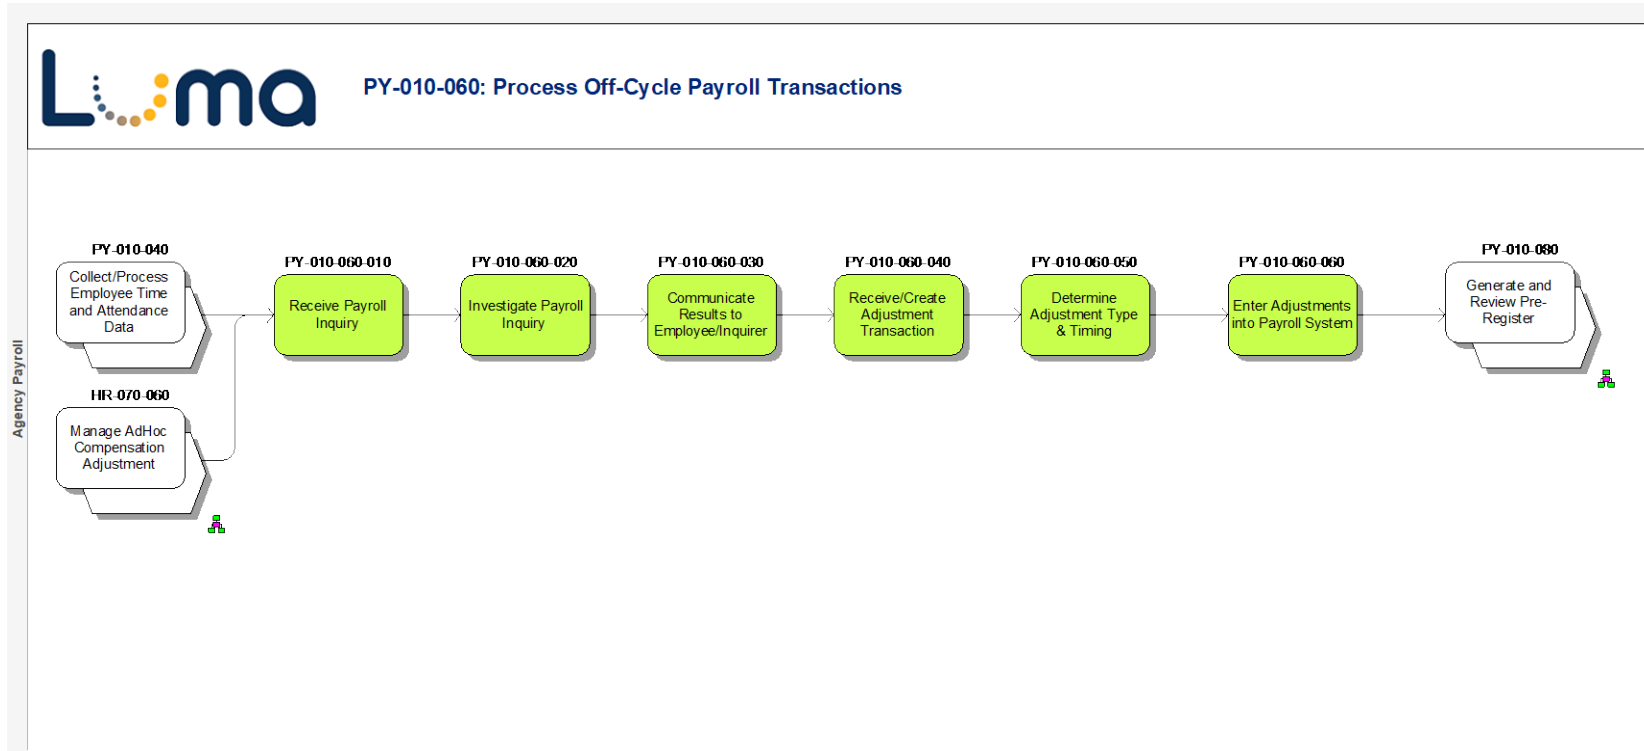 Luma
PY-010-060: Process Off-Cycle Payroll Transactions
Agency Payroll
PY-010-040
Collect/Process
Employee Time
and Attendance
Data
HR-070-060
Manage AdHoc
Compensation
Adjustment
PY-010-060-010
Receive Payroll
Inquiry
PY-010-060-020
Investigate Payroll
Inquiry
PY-010-060-030
Communicate
Results to
Employee/Inquirer
PY-010-060-040
Receive/Create
Adjustment
Transaction
PY-010-060-050
Determine
Adjustment Type
& Timing
PY-010-060-060
Enter Adjustments
into Payroll System
PY-010-080
Generate and
Review Pre-
Register